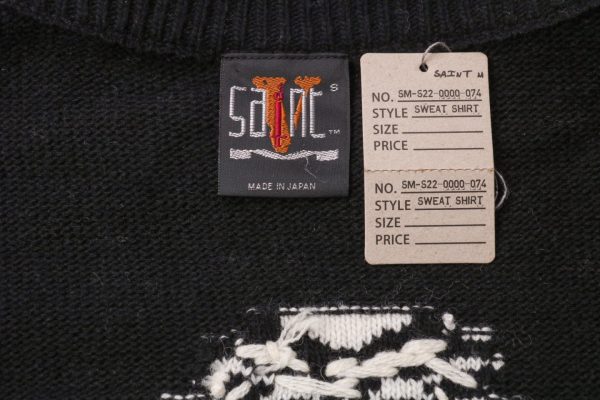 saint
V
S
TM
MADE IN JAPAN
SAINT M
NO. SM-S22-0000-074
STYLE SWEAT SHIRT
SIZE
PRICE
NO. SM-S22-0000-074
STYLE SWEAT SHIRT
SIZE
PRICE